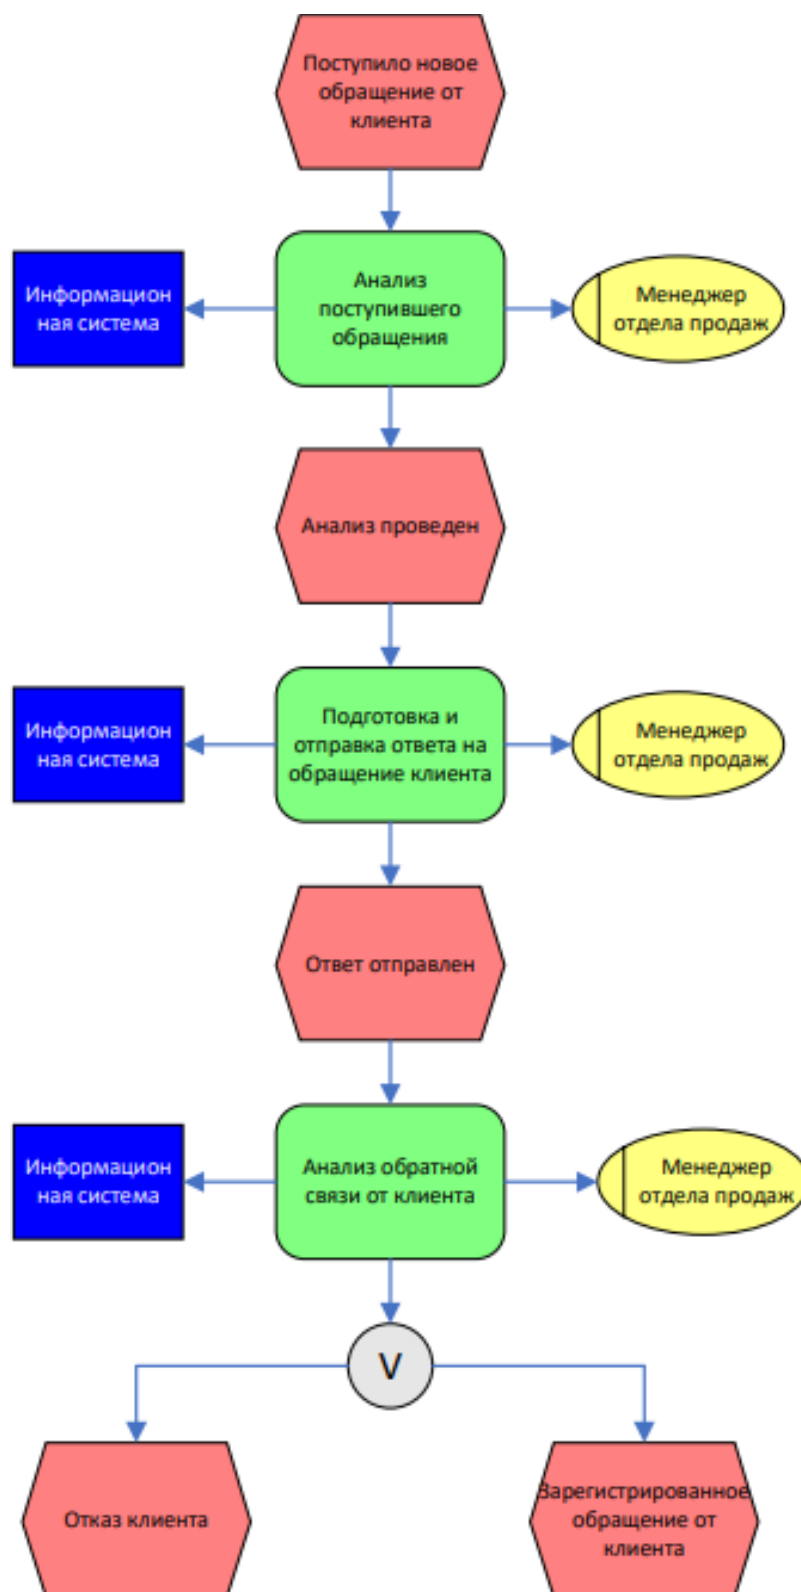 Поступило новое
обращение от
клиента
Информацион
ная система
Анализ
поступившего
обращения
Менеджер
отдела продаж
Анализ проведен
Информацион
ная система
Подготовка и
отправка ответа на
обращение клиента
Менеджер
отдела продаж
Ответ отправлен
Информацион
ная система
Анализ обратной
связи от клиента
Менеджер
отдела продаж
V
Отказ клиента
Зарегистрированное
обращение от
клиента